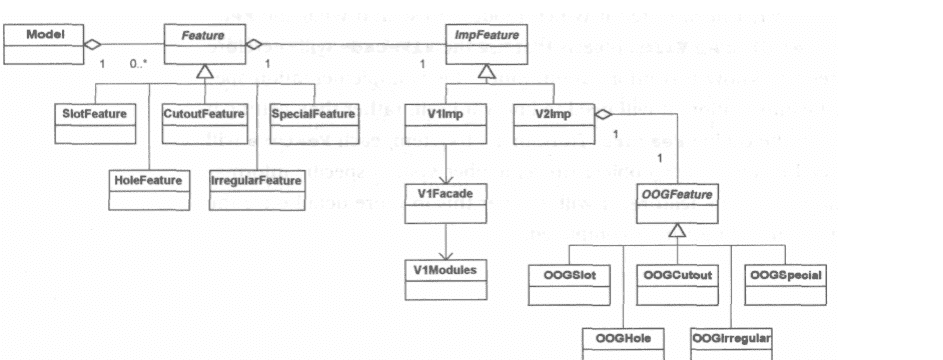 Model
Feature
ImpFeature
1
0..*
1
1
SlotFeature
CutoutFeature
SpecialFeature
V1Imp
V2Imp
1
1
HoleFeature
IrregularFeature
V1Facade
OOGFeature
V1Modules
OOGSlot
OOGCutout
OOGSpecial
OOGHole
OOGIrregular